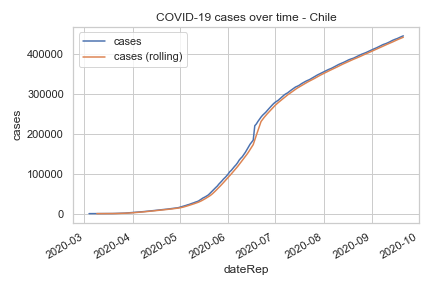 COVID-19 cases over time - Chile
cases
cases (rolling)
400000
300000
200000
100000
0
cases
2020-03
2020-04
2020-05
2020-06
2020-07
2020-08
2020-09
2020-10
dateRep